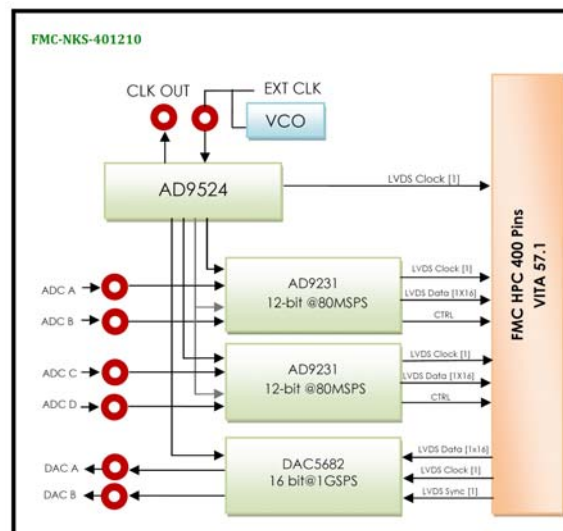 FMC-NKS-401210
CLK OUT
EXT CLK
VCO
AD9524
LVDS Clock [1]
ADC A
ADC B
AD9231
12-bit @80MSPS
LVDS Clock [1]
LVDS Data [1X16]
CTRL
ADC C
ADC D
AD9231
12-bit @80MSPS
LVDS Clock [1]
LVDS Data [1X16]
CTRL
DAC A
DAC B
DAC5682
16 bit@1GSPS
LVDS Data [1x16]
LVDS Clock [1]
LVDS Sync [1]
FMC HPC 400 Pins
VITA 57.1